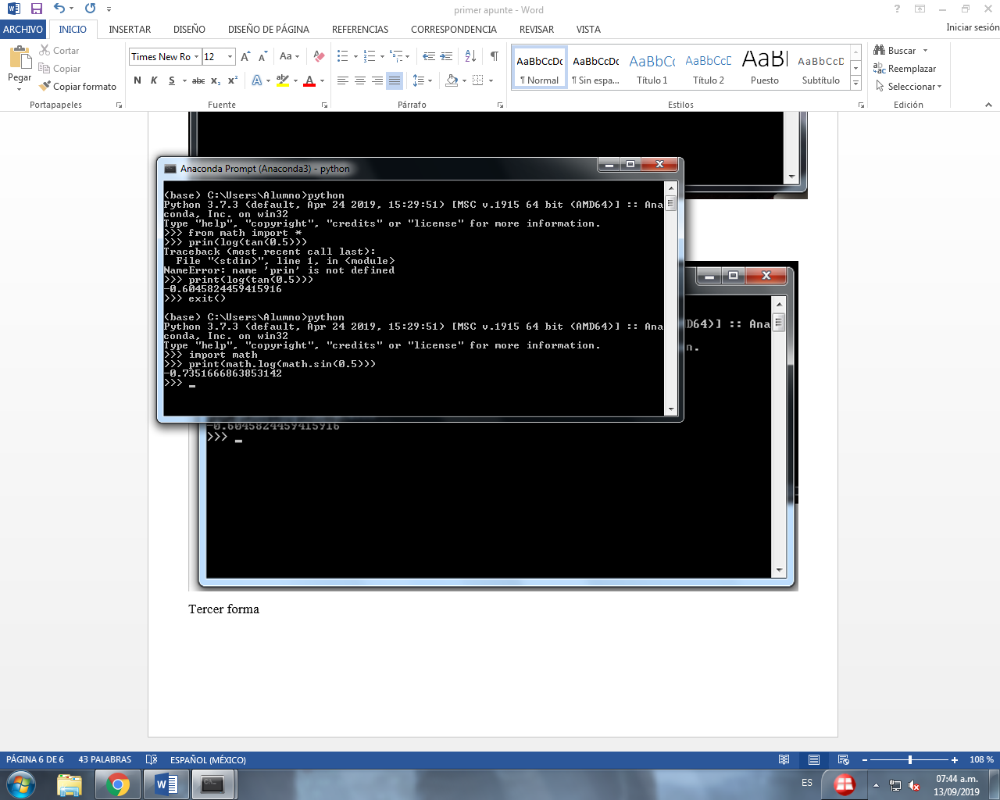 primer apunte - Word
Iniciar sesión
ARCHIVO INICIO INSERTAR DISEÑO DISEÑO DE PÁGINA REFERENCIAS CORRESPONDENCIA REVISAR VISTA
Pegar
Cortar
Copiar
Copiar formato
Portapapeles
Times New Ro 12
Aa
N K S abc x₂ x² A ab A
Fuente
Párrafo
AaBbCcDc AaBbCcDc AaBbCc AaBbCcD AaBl AaBbCcD
¶ Normal ¶ Sin espa... Título 1 Título 2 Puesto Subtítulo
Estilos
Buscar
Reemplazar
Seleccionar
Edición
Anaconda Prompt (Anaconda3) - python
(base) C:\Users\Alumno>python
Python 3.7.3 (default, Apr 24 2019, 15:29:51) [MSC v.1915 64 bit (AMD64)] :: Ana
conda, Inc. on win32
Type "help", "copyright", "credits" or "license" for more information.
>>> from math import *
>>> prin(log(tan(0.5)))
Traceback (most recent call last):
  File "<stdin>", line 1, in <module>
NameError: name 'prin' is not defined
>>> print(log(tan(0.5)))
-0.6045824459415916
>>> exit()
(base) C:\Users\Alumno>python
Python 3.7.3 (default, Apr 24 2019, 15:29:51) [MSC v.1915 64 bit (AMD64)] :: Ana
conda, Inc. on win32
Type "help", "copyright", "credits" or "license" for more information.
>>> import math
>>> print(math.log(math.sin(0.5)))
-0.7351666863853142
>>> _
D64)] :: Ana
n.
-0.6045824459415916
>>> _
Tercer forma
PÁGINA 6 DE 6 43 PALABRAS ESPAÑOL (MÉXICO)
108 %
ES
07:44 a.m.
13/09/2019